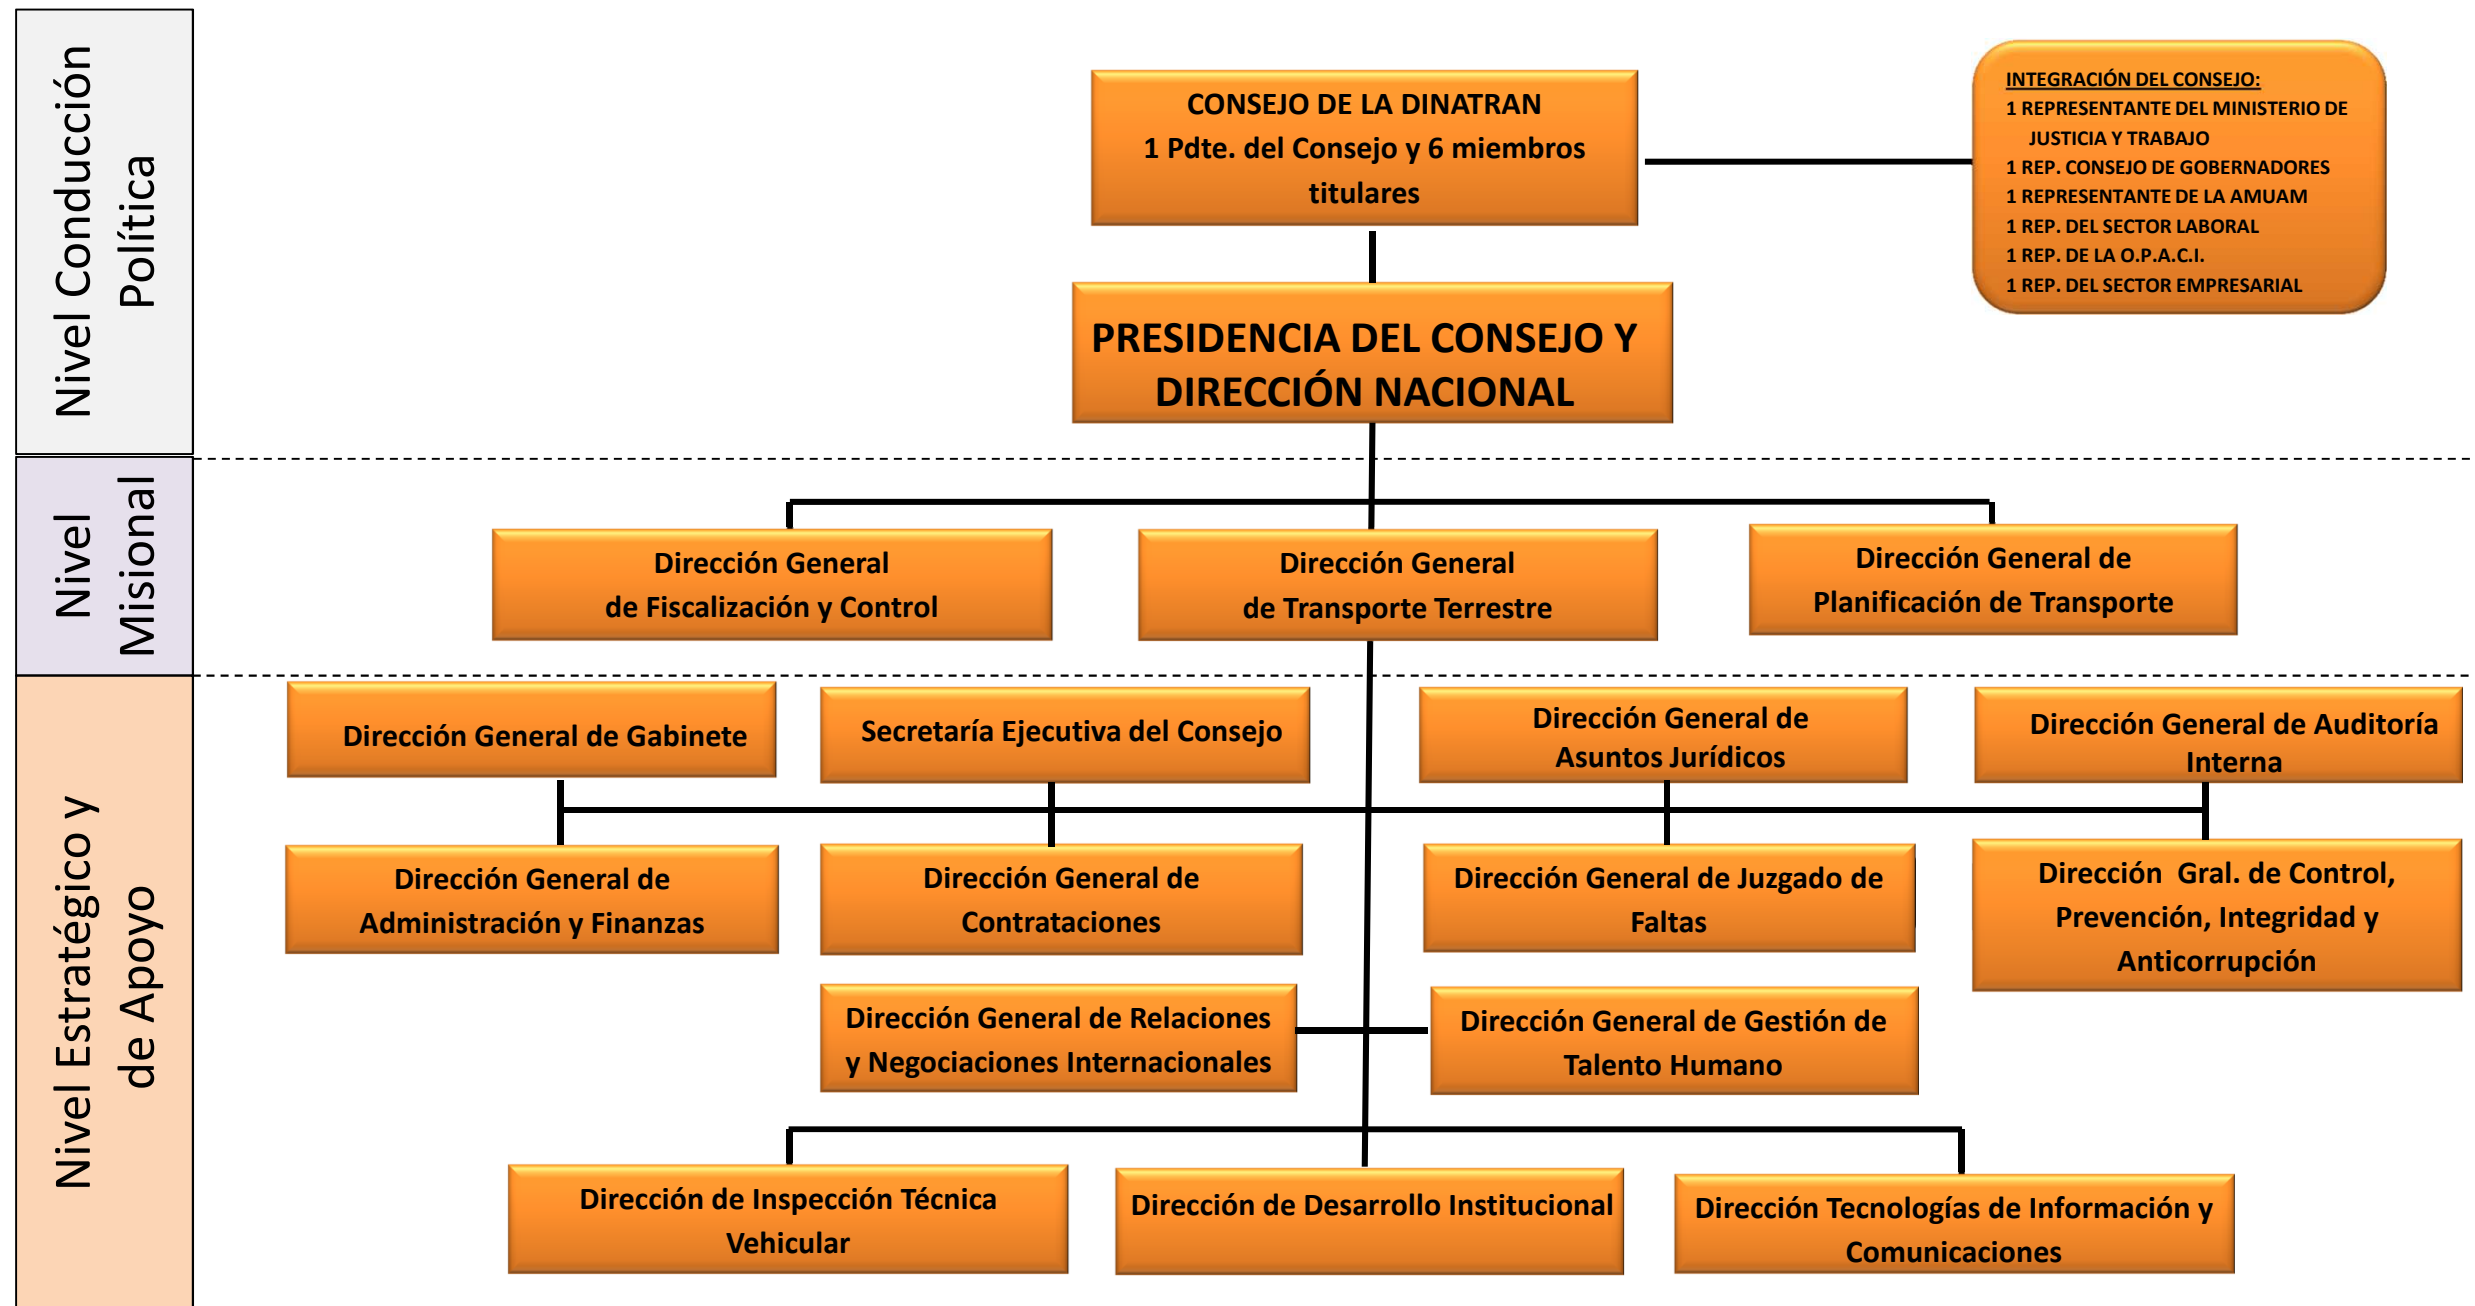 Nivel Conducción
Política
CONSEJO DE LA DINATRAN
1 Pdte. del Consejo y 6 miembros
titulares
INTEGRACIÓN DEL CONSEJO:
1 REPRESENTANTE DEL MINISTERIO DE
JUSTICIA Y TRABAJO
1 REP. CONSEJO DE GOBERNADORES
1 REPRESENTANTE DE LA AMUAM
1 REP. DEL SECTOR LABORAL
1 REP. DE LA O.P.A.C.I.
1 REP. DEL SECTOR EMPRESARIAL
PRESIDENCIA DEL CONSEJO Y
DIRECCIÓN NACIONAL
Nivel
Misional
Dirección General
de Fiscalización y Control
Dirección General
de Transporte Terrestre
Dirección General de
Planificación de Transporte
Nivel Estratégico y
de Apoyo
Dirección General de Gabinete
Secretaría Ejecutiva del Consejo
Dirección General de
Asuntos Jurídicos
Dirección General de Auditoría
Interna
Dirección General de
Administración y Finanzas
Dirección General de
Contrataciones
Dirección General de Juzgado de
Faltas
Dirección  Gral. de Control,
Prevención, Integridad y
Anticorrupción
Dirección General de Relaciones
y Negociaciones Internacionales
Dirección General de Gestión de
Talento Humano
Dirección de Inspección Técnica
Vehicular
Dirección de Desarrollo Institucional
Dirección Tecnologías de Información y
Comunicaciones